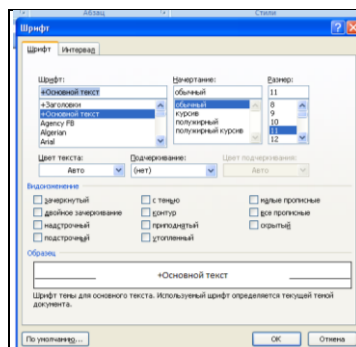 Абзац Стили
Шрифт
Шрифт Интервал
Шрифт: Начертание: Размер:
+Основной текст обычный 11
+Заголовки обычный 8
+Основной текст курсив 9
Agency FB полужирный 10
Algerian полужирный курсив 11
Arial 12
Цвет текста: Подчеркивание: Цвет подчеркивания:
Авто (нет) Авто
Видоизменение
зачеркнутый с тенью малые прописные
двойное зачеркивание контур все прописные
надстрочный приподнятый скрытый
подстрочный утопленный
Образец
+Основной текст
Шрифт темы для основного текста. Используемый шрифт определяется текущей темой
документа.
По умолчанию... ОК Отмена